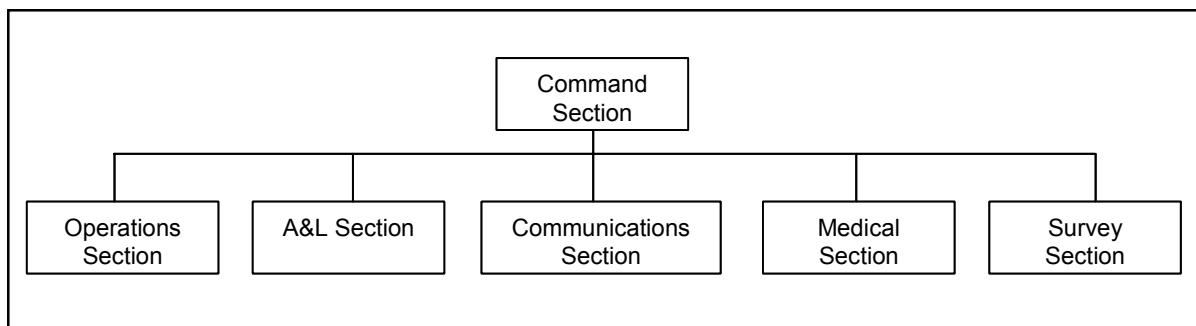 Command
Section
Operations
Section
A&L Section
Communications
Section
Medical
Section
Survey
Section